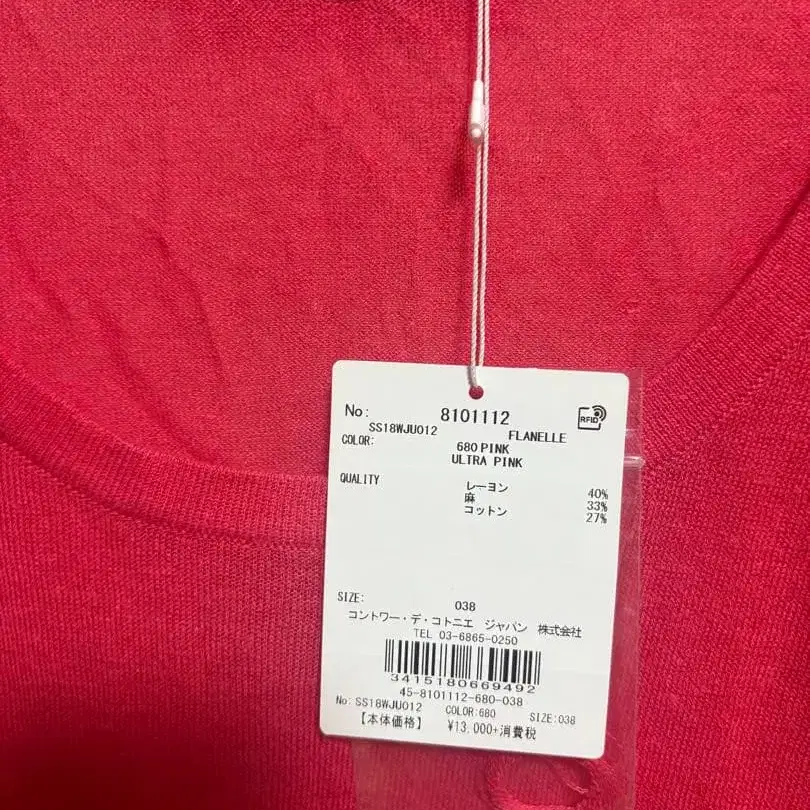 No: 8101112
RFID
SS18WJU012 FLANELLE
COLOR: 680 PINK
ULTRA PINK
QUALITY レーヨン 40%
麻 33%
コットン 27%
SIZE: 038
コントワー・デ・コトニエ ジャパン 株式会社
TEL 03-6865-0250
3415180669492
45-8101112-680-038
No: SS18WJU012 COLOR:680 SIZE:038
【本体価格】 ¥13,000+消費税